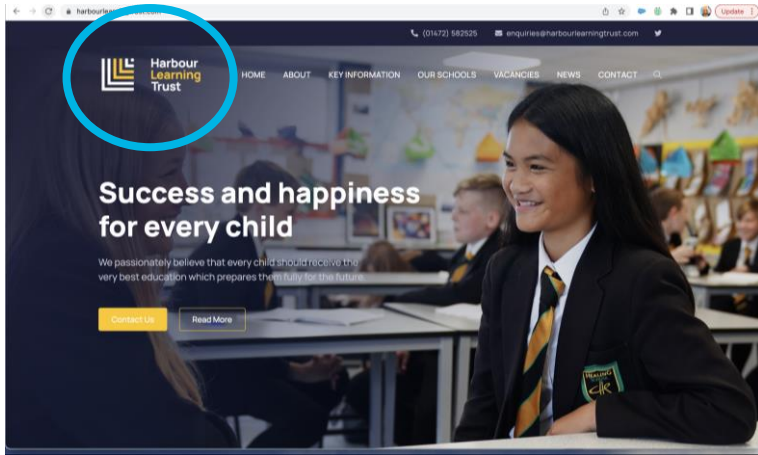 (01472) 582525 enquiries@harbourlearningtrust.com
Update
Harbour
Learning
Trust
HOME ABOUT KEY INFORMATION OUR SCHOOLS VACANCIES NEWS CONTACT
Success and happiness
for every child
We passionately believe that every child should receive the
very best education which prepares them fully for the future.
Contact Us Read More
HEALING